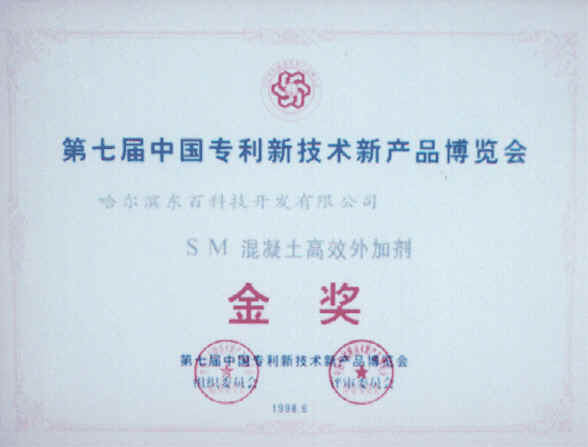 第七届中国专利新技术新产品博览会
哈尔滨东百科技开发有限公司
SM 混凝土高效外加剂
金 奖
第七届中国专利新技术新产品博览会
组织委员会 评审委员会
1998.6